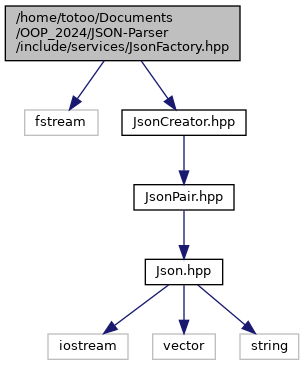 /home/totoo/Documents
/OOP_2024/JSON-Parser
/include/services/JsonFactory.hpp
fstream
JsonCreator.hpp
JsonPair.hpp
Json.hpp
iostream
vector
string